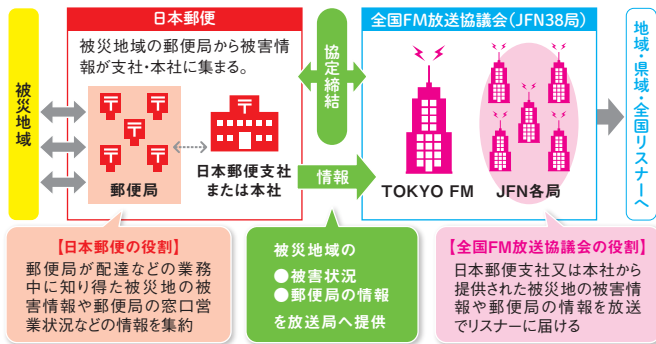 日本郵便
被災地域の郵便局から被害情
報が支社・本社に集まる。
被災地域
郵便局
日本郵便支社
または本社
協定締結
情報
全国FM放送協議会(JFN38局)
TOKYO FM
JFN各局
地域・県域・全国リスナーへ
【日本郵便の役割】
郵便局が配達などの業務
中に知り得た被災地の被
害情報や郵便局の窓口営
業状況などの情報を集約
被災地域の
●被害状況
●郵便局の情報
を放送局へ提供
【全国FM放送協議会の役割】
日本郵便支社又は本社から
提供された被災地の被害情
報や郵便局の情報を放送
でリスナーに届ける